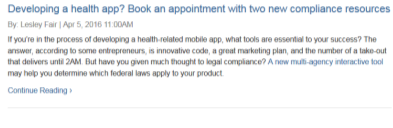 Developing a health app? Book an appointment with two new compliance resources
By: Lesley Fair | Apr 5, 2016 11:00AM
If you're in the process of developing a health-related mobile app, what tools are essential to your success? The
answer, according to some entrepreneurs, is innovative code, a great marketing plan, and the number of a take-out
that delivers until 2AM. But have you given much thought to legal compliance? A new multi-agency interactive tool
may help you determine which federal laws apply to your product.
Continue Reading ›